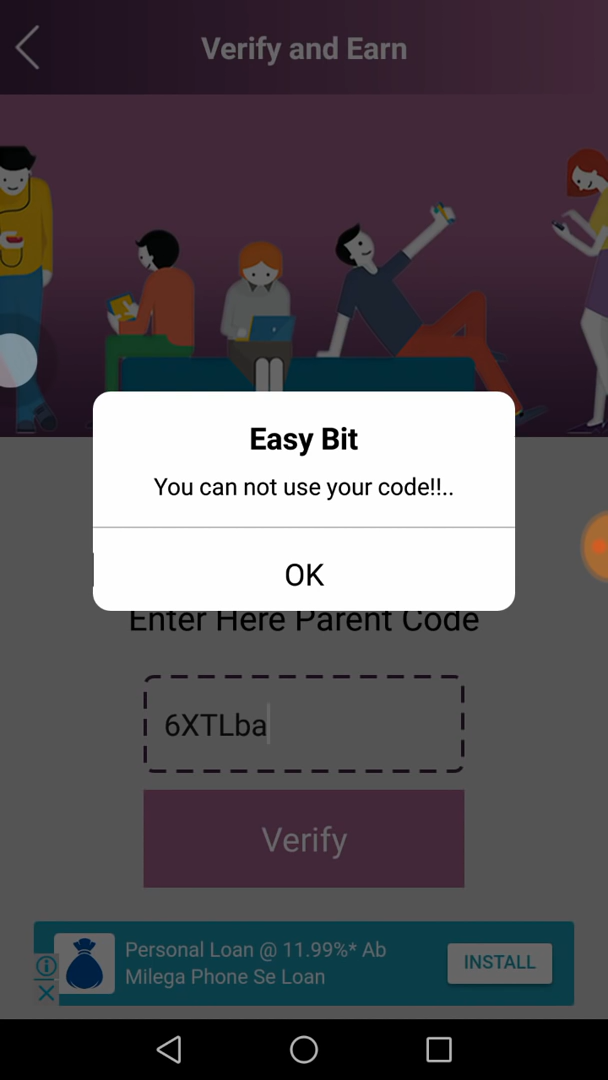 Verify and Earn
Easy Bit
You can not use your code!!..
OK
Enter Here Parent Code
6XTLba
Verify
Personal Loan @ 11.99%* Ab
Milega Phone Se Loan
INSTALL